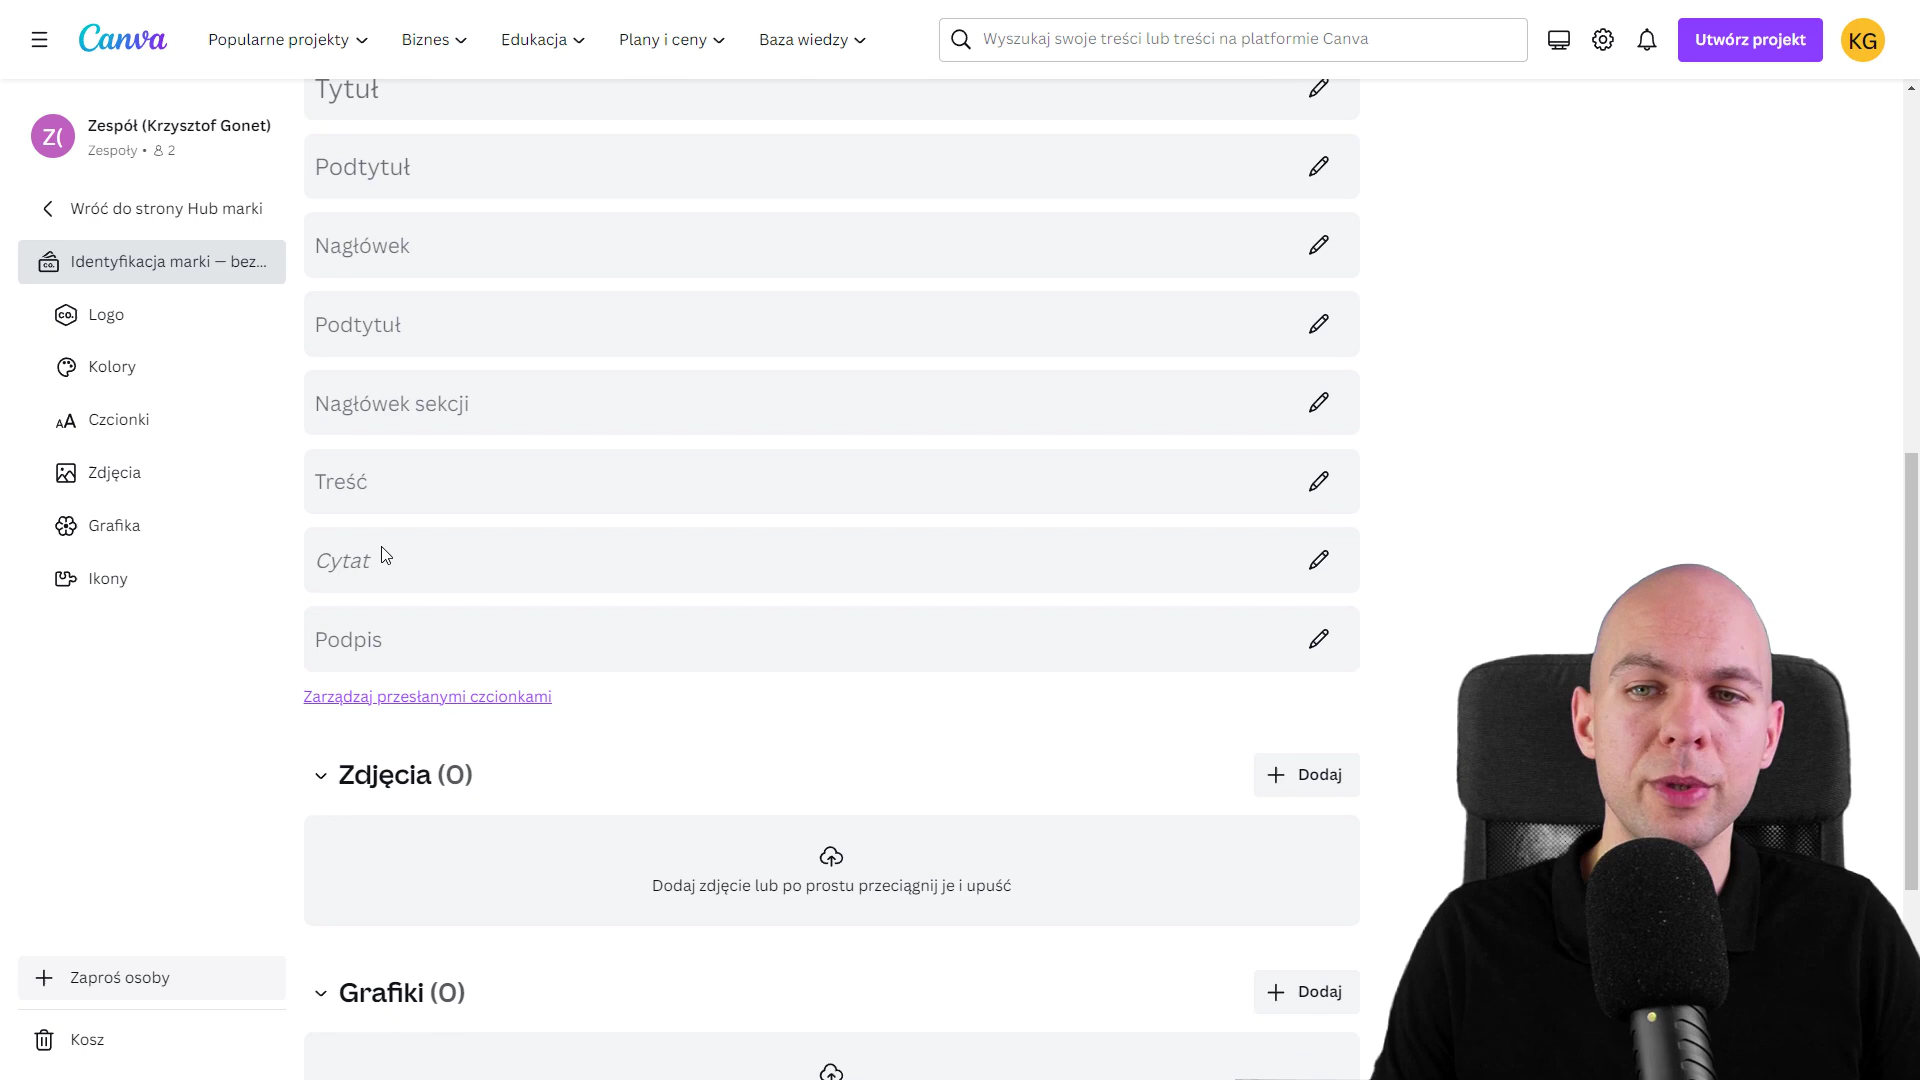 Canva
Popularne projekty
Biznes
Edukacja
Plany i ceny
Baza wiedzy
Wyszukaj swoje treści lub treści na platformie Canva
Utwórz projekt
KG
Z(
Zespół (Krzysztof Gonet)
Zespoły • 2
Wróć do strony Hub marki
Identyfikacja marki — bez...
Logo
Kolory
Czcionki
Zdjęcia
Grafika
Ikony
Zaproś osoby
Kosz
Tytuł
Podtytuł
Nagłówek
Podtytuł
Nagłówek sekcji
Treść
Cytat
Podpis
Zarządzaj przesłanymi czcionkami
Zdjęcia (0)
Dodaj
Dodaj zdjęcie lub po prostu przeciągnij je i upuść
Grafiki (0)
Dodaj